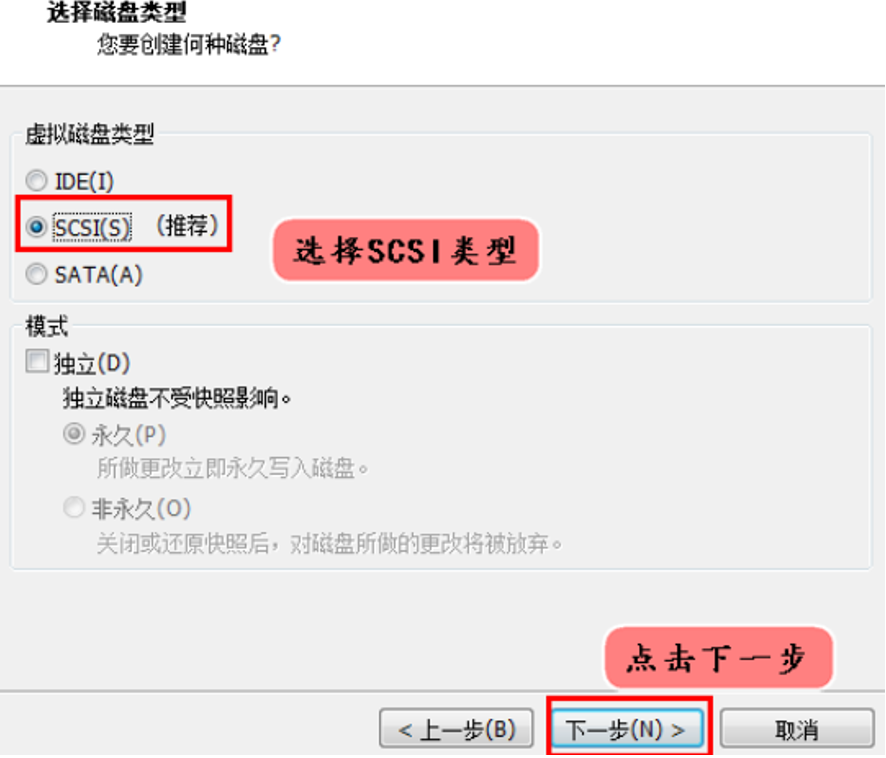 选择磁盘类型
您要创建何种磁盘?
虚拟磁盘类型
IDE(I)
SCSI(S) (推荐)
选择SCSI类型
SATA(A)
模式
独立(D)
独立磁盘不受快照影响。
永久(P)
所做更改立即永久写入磁盘。
非永久(O)
关闭或还原快照后，对磁盘所做的更改将被放弃。
点击下一步
< 上一步(B) 下一步(N) > 取消